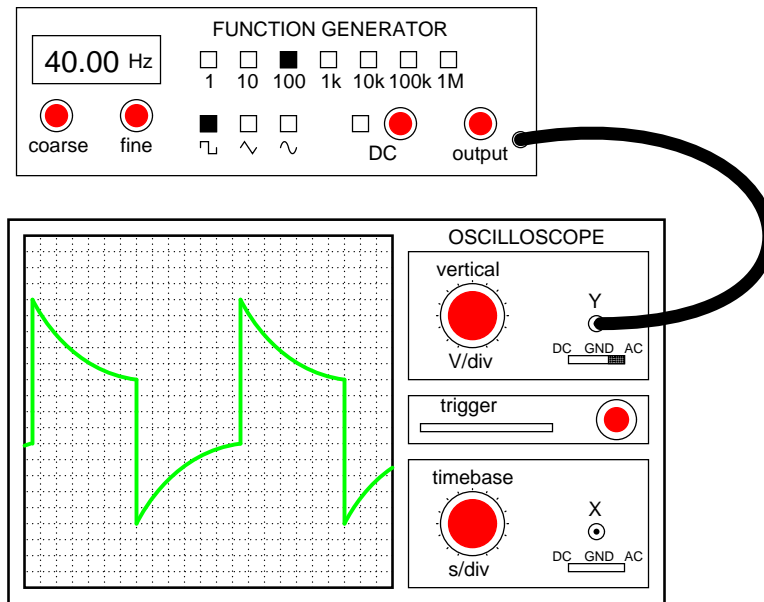 FUNCTION GENERATOR
40.00 Hz
1 10 100 1k 10k 100k 1M
coarse fine DC output
OSCILLOSCOPE
vertical
Y
DC GND AC
V/div
trigger
timebase
X
DC GND AC
s/div